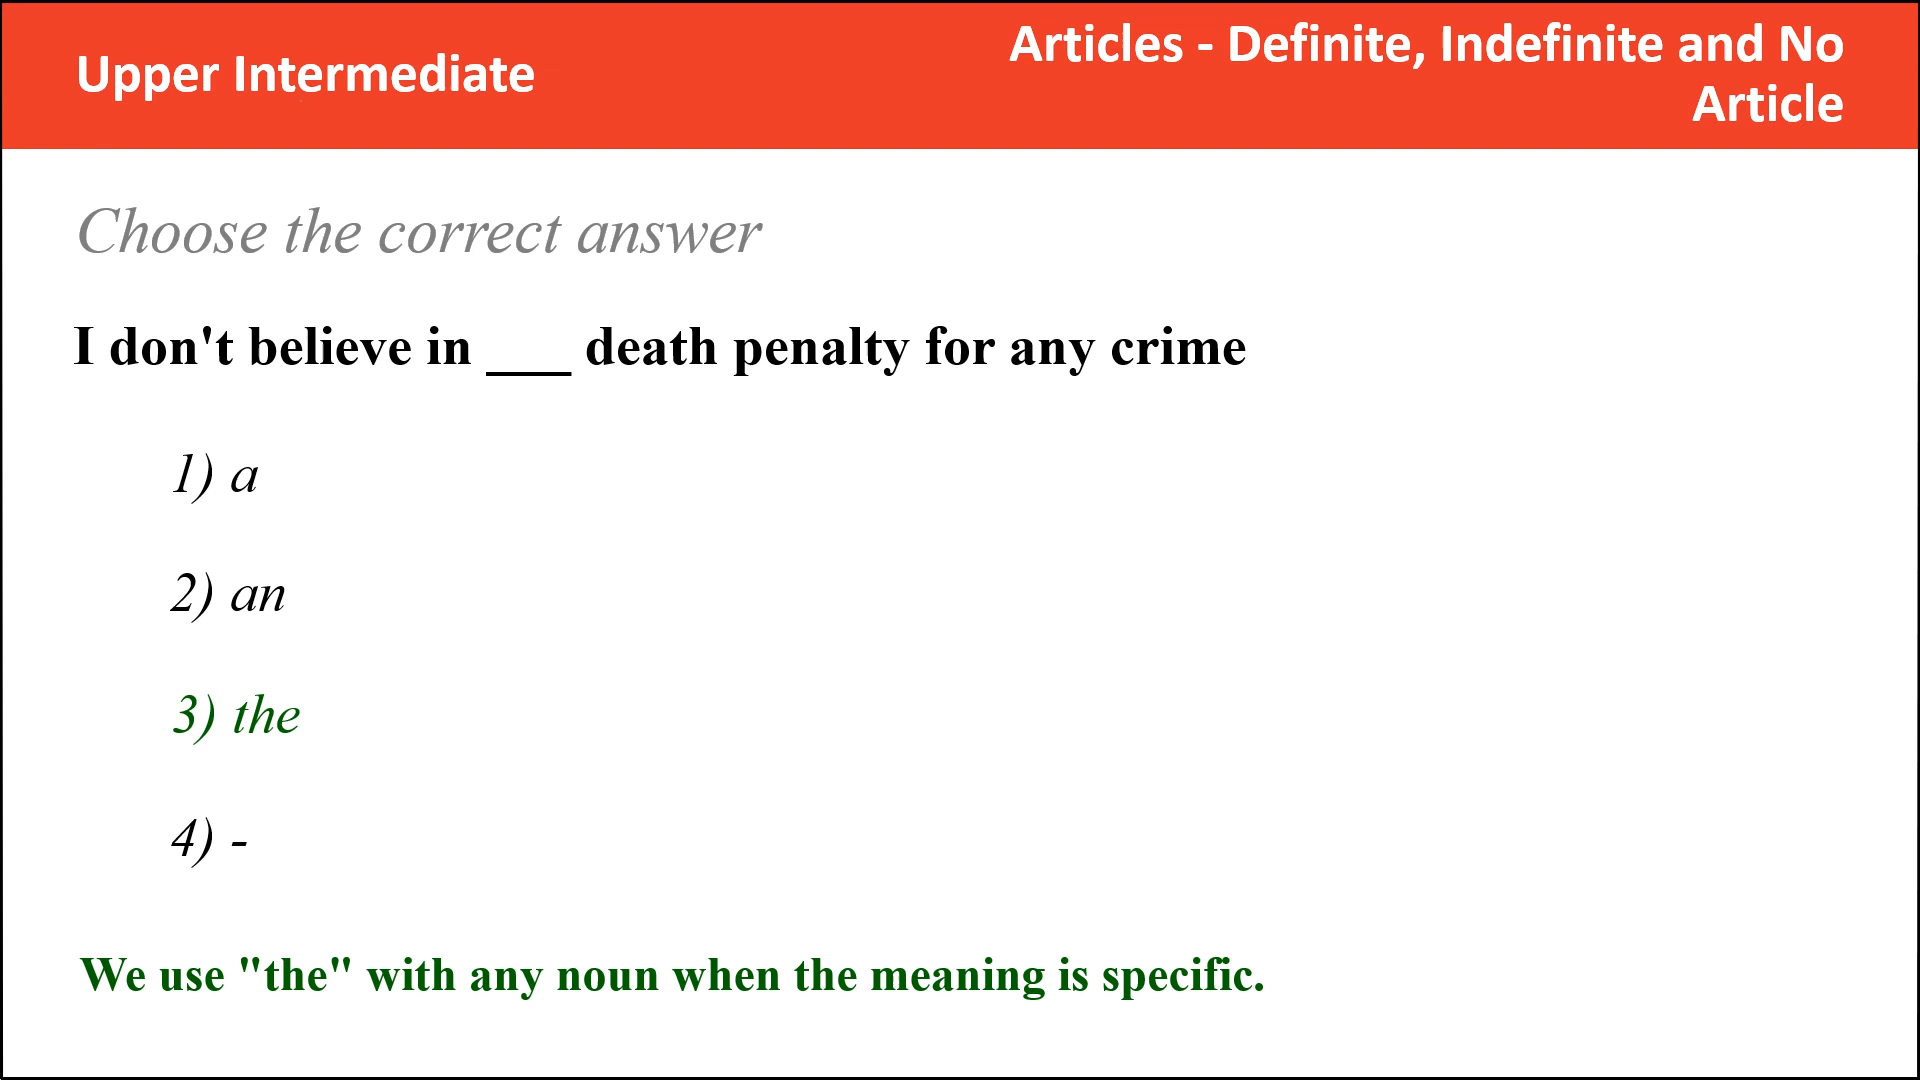 Upper Intermediate
Articles - Definite, Indefinite and No
Article
Choose the correct answer
I don't believe in ___ death penalty for any crime
1) a
2) an
3) the
4) -
We use "the" with any noun when the meaning is specific.